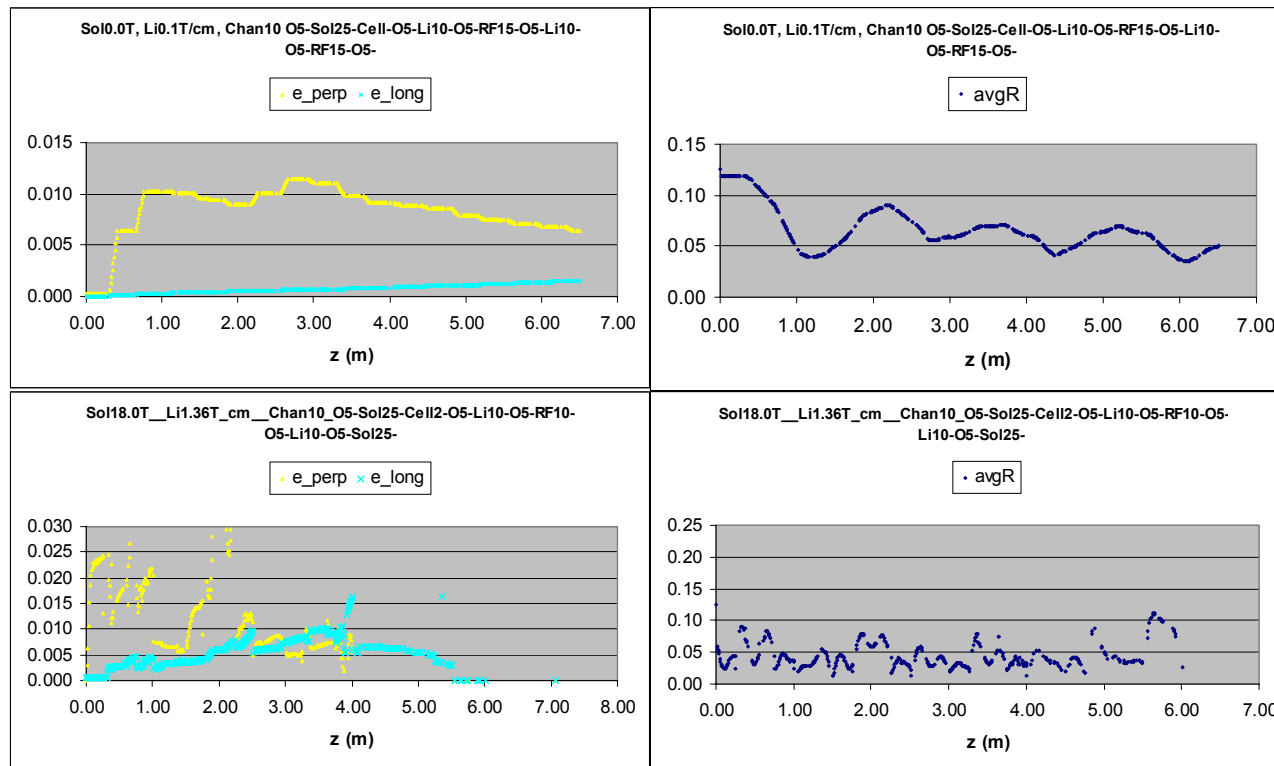 Sol0.0T, Li0.1T/cm, Chan10 O5-Sol25-Cell-O5-Li10-O5-RF15-O5-Li10-
O5-RF15-O5-
e_perp e_long
0.015
0.010
0.005
0.000
0.00 1.00 2.00 3.00 4.00 5.00 6.00 7.00
z (m)
Sol0.0T, Li0.1T/cm, Chan10 O5-Sol25-Cell-O5-Li10-O5-RF15-O5-Li10-
O5-RF15-O5-
avgR
0.15
0.10
0.05
0.00
0.00 1.00 2.00 3.00 4.00 5.00 6.00 7.00
z (m)
Sol18.0T__Li1.36T_cm__Chan10_O5-Sol25-Cell2-O5-Li10-O5-RF10-
O5-Li10-O5-Sol25-
e_perp e_long
0.030
0.025
0.020
0.015
0.010
0.005
0.000
0.00 1.00 2.00 3.00 4.00 5.00 6.00 7.00 8.00
z (m)
Sol18.0T__Li1.36T_cm__Chan10_O5-Sol25-Cell2-O5-Li10-O5-RF10-O5-
Li10-O5-Sol25-
avgR
0.25
0.20
0.15
0.10
0.05
0.00
0.00 1.00 2.00 3.00 4.00 5.00 6.00 7.00
z (m)